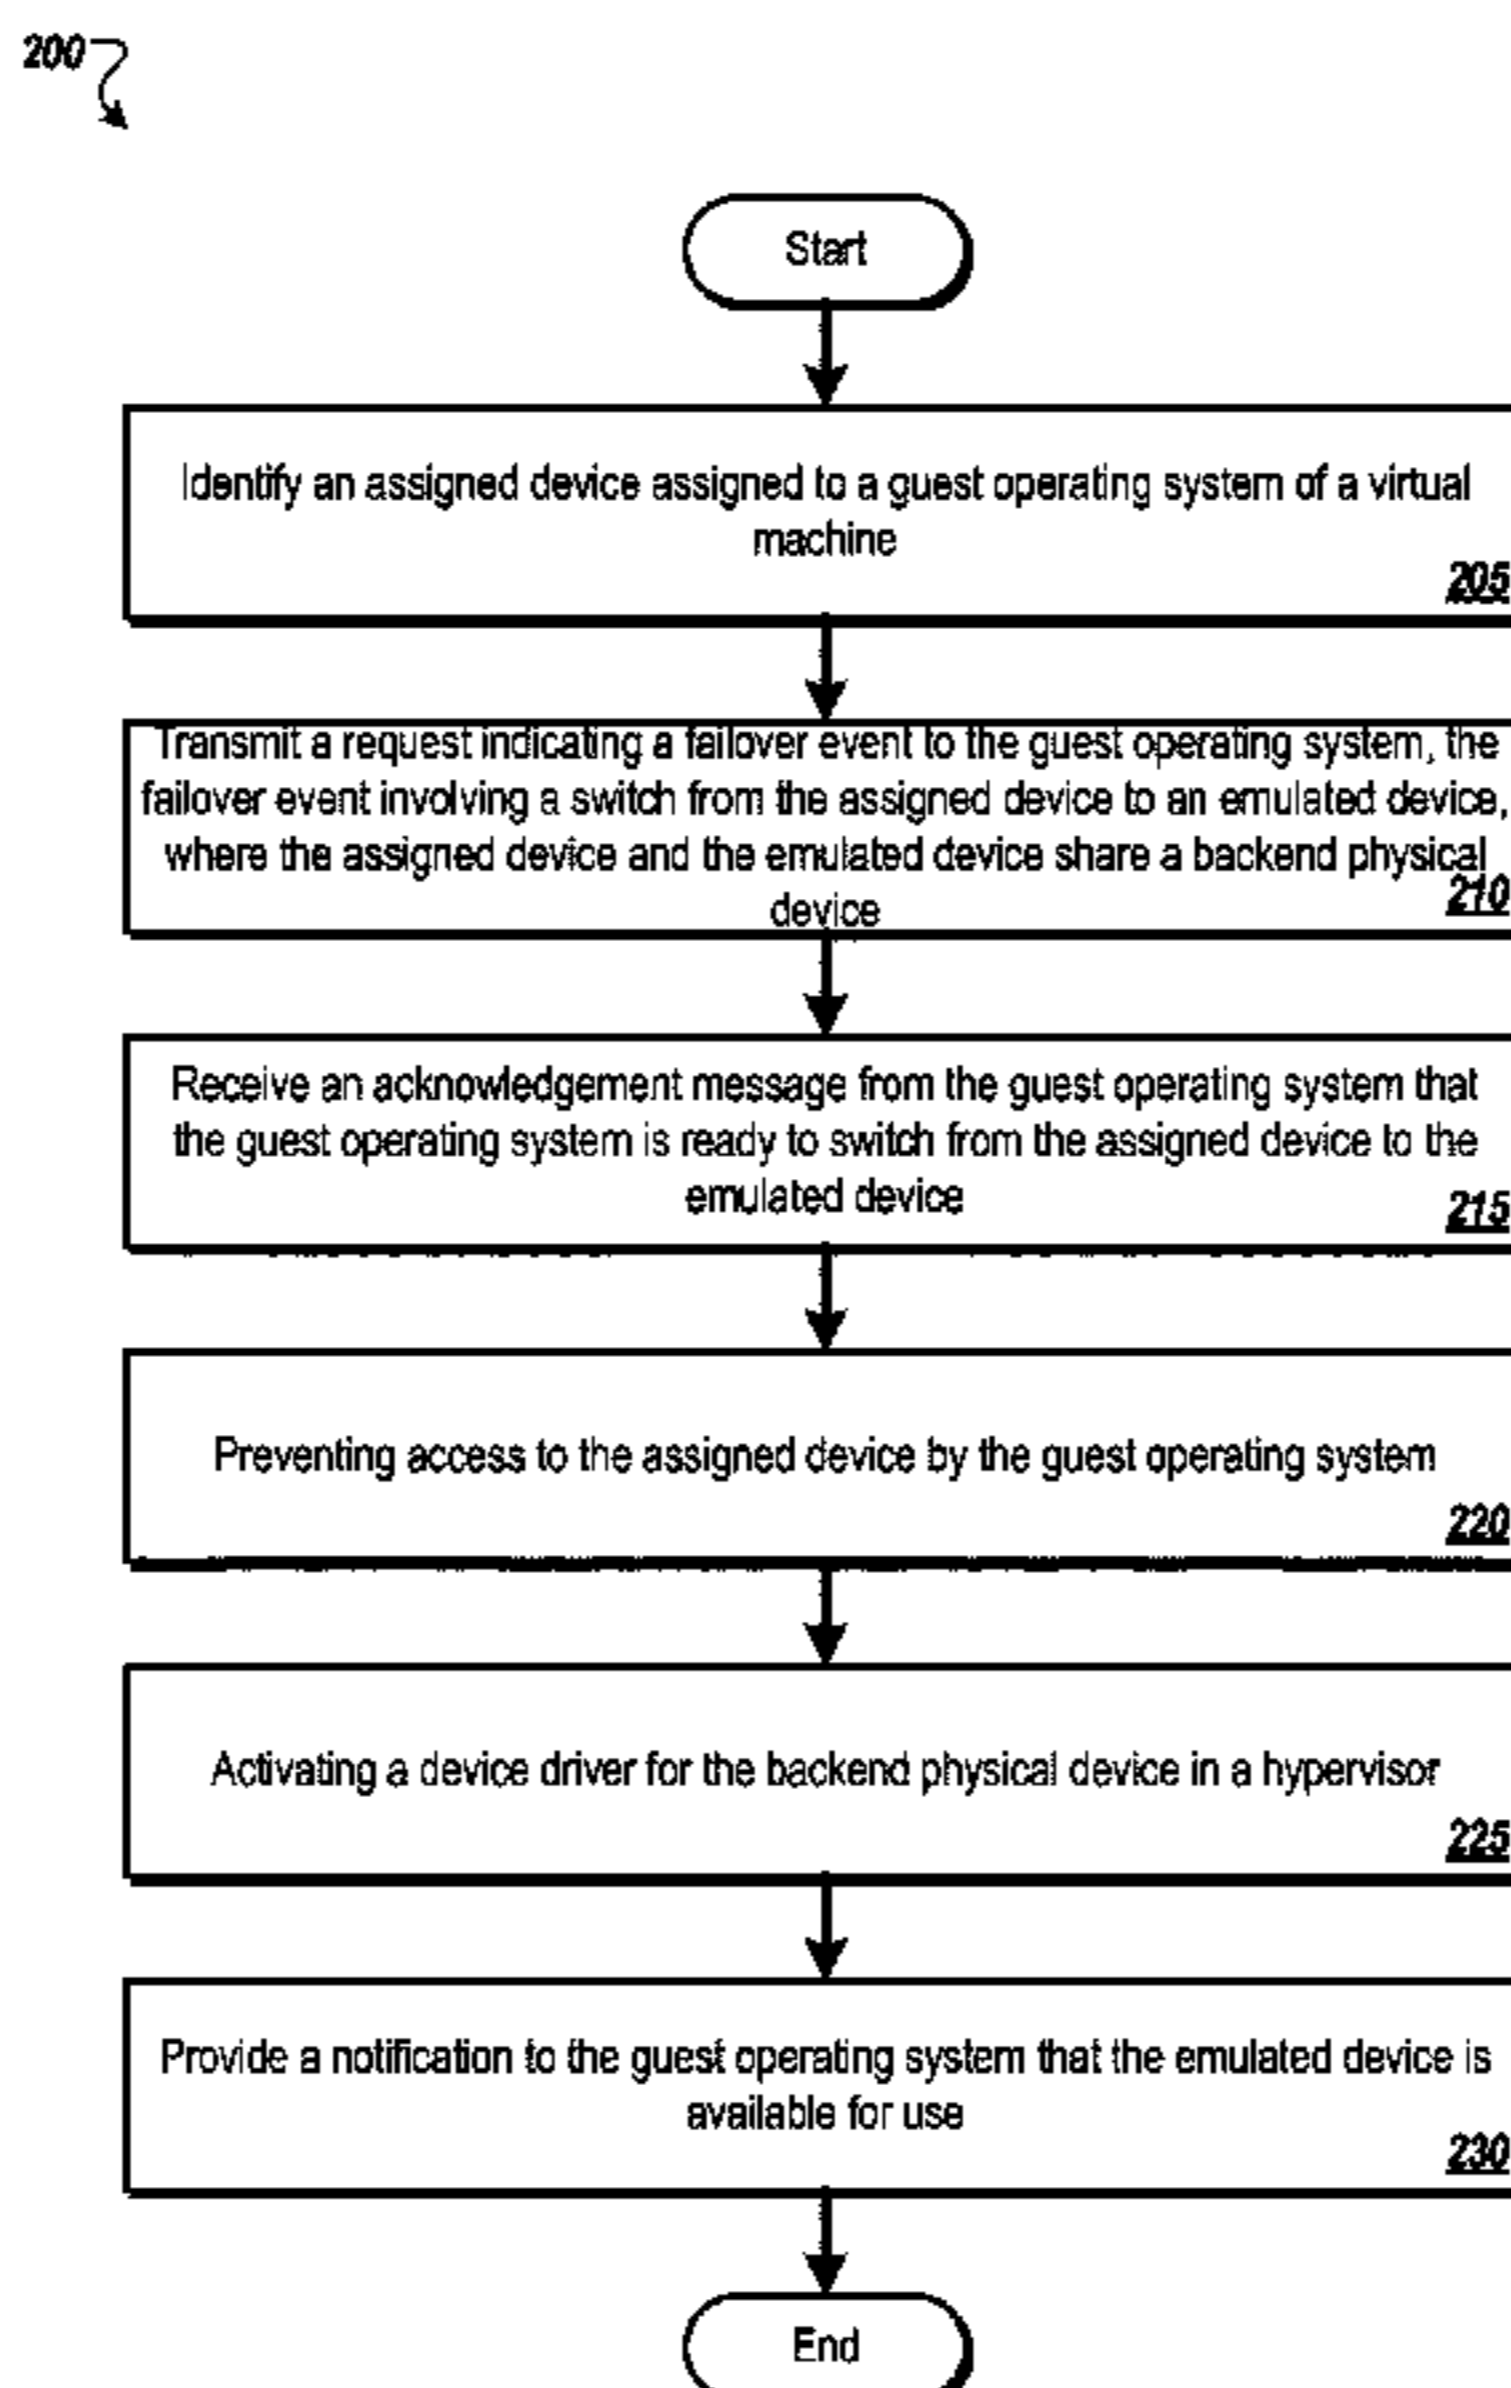 200
Start
Identify an assigned device assigned to a guest operating system of a virtual
machine
205
Transmit a request indicating a failover event to the guest operating system, the
failover event involving a switch from the assigned device to an emulated device,
where the assigned device and the emulated device share a backend physical
device
210
Receive an acknowledgement message from the guest operating system that
the guest operating system is ready to switch from the assigned device to the
emulated device
215
Preventing access to the assigned device by the guest operating system
220
Activating a device driver for the backend physical device in a hypervisor
225
Provide a notification to the guest operating system that the emulated device is
available for use
230
End